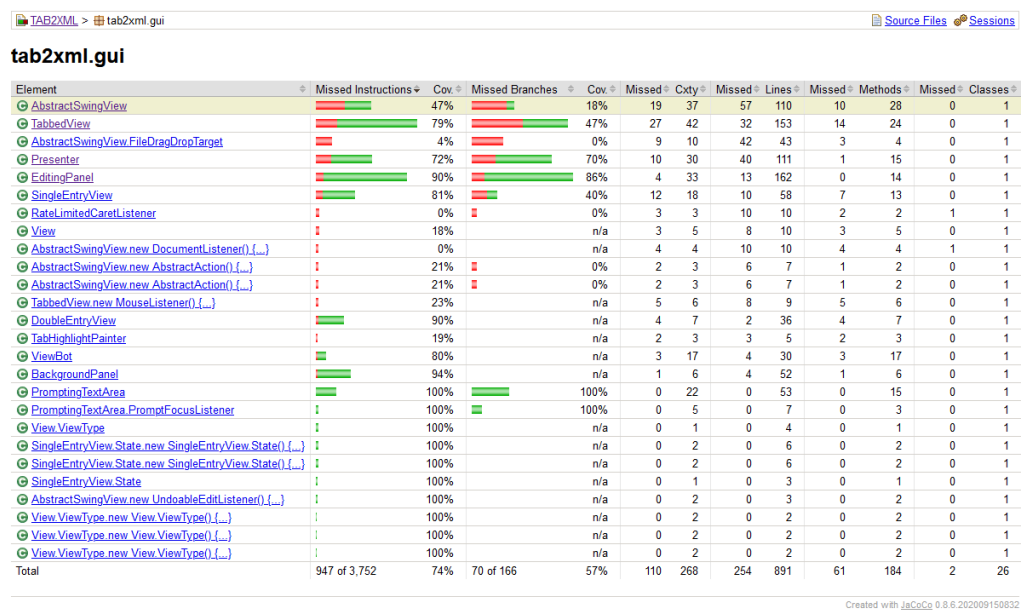 TAB2XML > tab2xml.gui Source Files Sessions
tab2xml.gui
Element Missed Instructions Cov. Missed Branches Cov. Missed Cxty Missed Lines Missed Methods Missed Classes
AbstractSwingView 47% 18% 19 37 57 110 10 28 0 1
TabbedView 79% 47% 27 42 32 153 14 24 0 1
AbstractSwingView.FileDragDropTarget 4% 0% 9 10 42 43 3 4 0 1
Presenter 72% 70% 10 30 40 111 1 15 0 1
EditingPanel 90% 86% 4 33 13 162 0 14 0 1
SingleEntryView 81% 40% 12 18 10 58 7 13 0 1
RateLimitedCaretListener 0% 0% 3 3 10 10 2 2 1 1
View 18% n/a 3 5 8 10 3 5 0 1
AbstractSwingView.new DocumentListener() {...} 0% n/a 4 4 10 10 4 4 1 1
AbstractSwingView.new AbstractAction() {...} 21% 0% 2 3 6 7 1 2 0 1
AbstractSwingView.new AbstractAction() {...} 21% 0% 2 3 6 7 1 2 0 1
TabbedView.new MouseListener() {...} 23% n/a 5 6 8 9 5 6 0 1
DoubleEntryView 90% n/a 4 7 2 36 4 7 0 1
TabHighlightPainter 19% n/a 2 3 3 5 2 3 0 1
ViewBot 80% n/a 3 17 4 30 3 17 0 1
BackgroundPanel 94% n/a 1 6 4 52 1 6 0 1
PromptingTextArea 100% 100% 0 22 0 53 0 15 0 1
PromptingTextArea.PromptFocusListener 100% 100% 0 5 0 7 0 3 0 1
View.ViewType 100% n/a 0 1 0 4 0 1 0 1
SingleEntryView.State.new SingleEntryView.State() {...} 100% n/a 0 2 0 6 0 2 0 1
SingleEntryView.State.new SingleEntryView.State() {...} 100% n/a 0 2 0 6 0 2 0 1
SingleEntryView.State 100% n/a 0 1 0 3 0 1 0 1
AbstractSwingView.new UndoableEditListener() {...} 100% n/a 0 2 0 3 0 2 0 1
View.ViewType.new View.ViewType() {...} 100% n/a 0 2 0 2 0 2 0 1
View.ViewType.new View.ViewType() {...} 100% n/a 0 2 0 2 0 2 0 1
View.ViewType.new View.ViewType() {...} 100% n/a 0 2 0 2 0 2 0 1
Total 947 of 3,752 74% 70 of 166 57% 110 268 254 891 61 184 2 26
Created with JaCoCo 0.8.6.202009150832